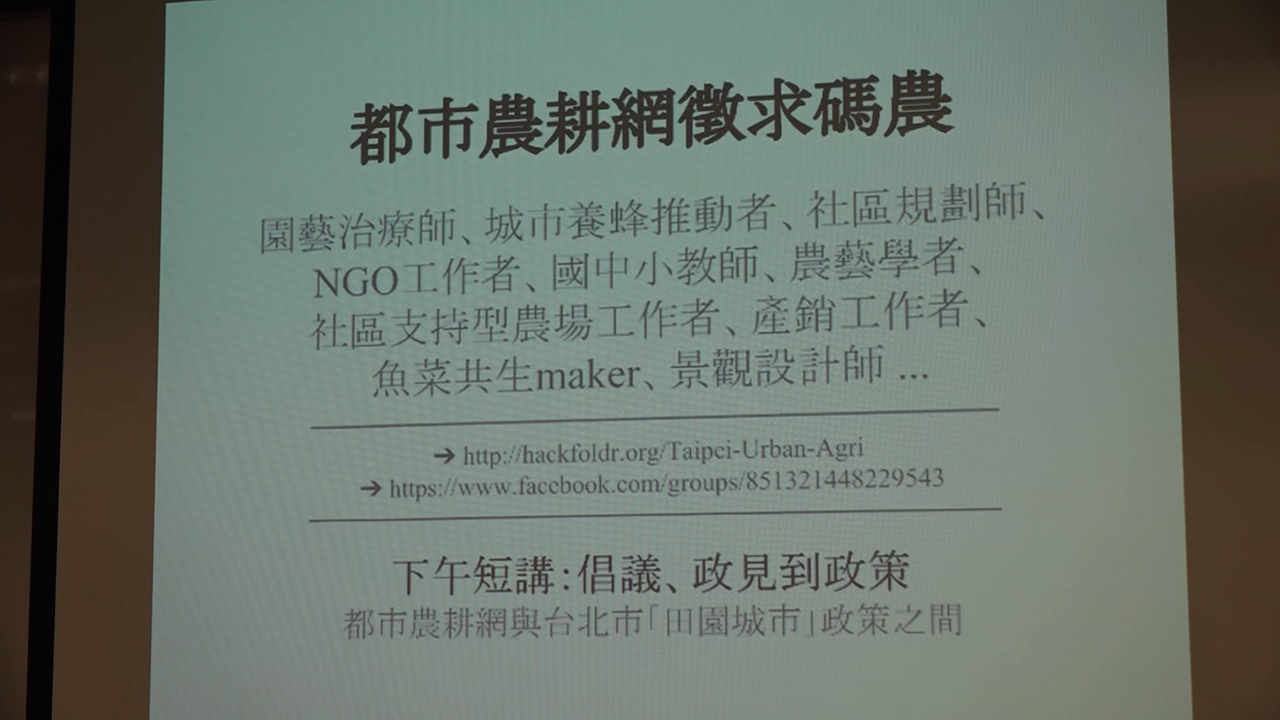 都市農耕網徵求碼農
園藝治療師、城市養蜂推動者、社區規劃師、
NGO工作者、國中小教師、農藝學者、
社區支持型農場工作者、產銷工作者、
魚菜共生maker、景觀設計師 ...
➔ http://hackfoldr.org/Taipei-Urban-Agri
➔ https://www.facebook.com/groups/851321448229543
下午短講：倡議、政見到政策
都市農耕網與台北市「田園城市」政策之間